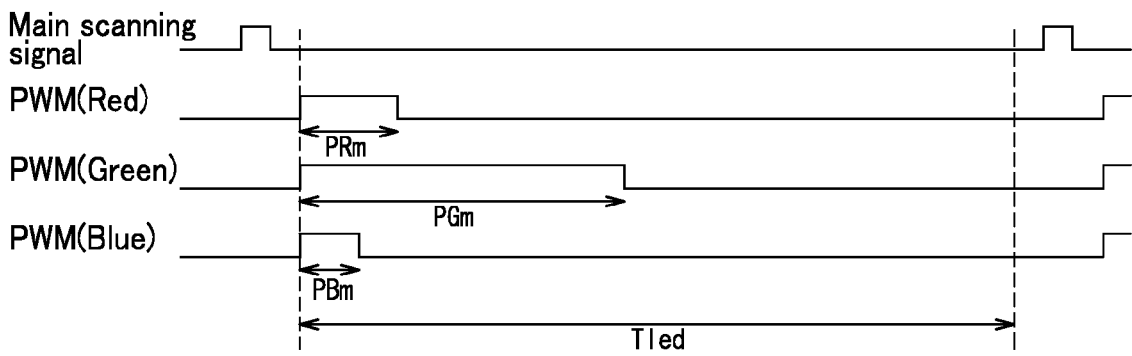 Main scanning
signal
PWM(Red)
PRm
PWM(Green)
PGm
PWM(Blue)
PBm
Tled